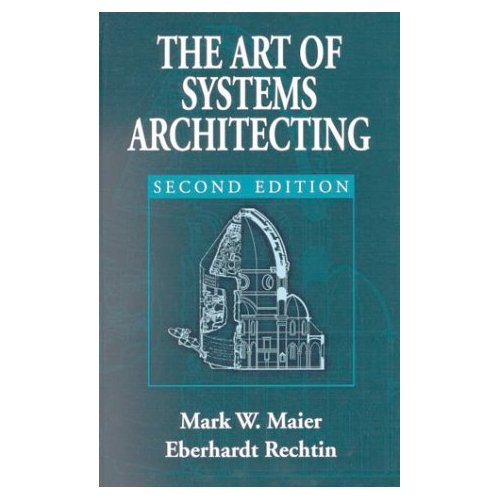 THE ART OF
SYSTEMS
ARCHITECTING
SECOND EDITION
Mark W. Maier
Eberhardt Rechtin